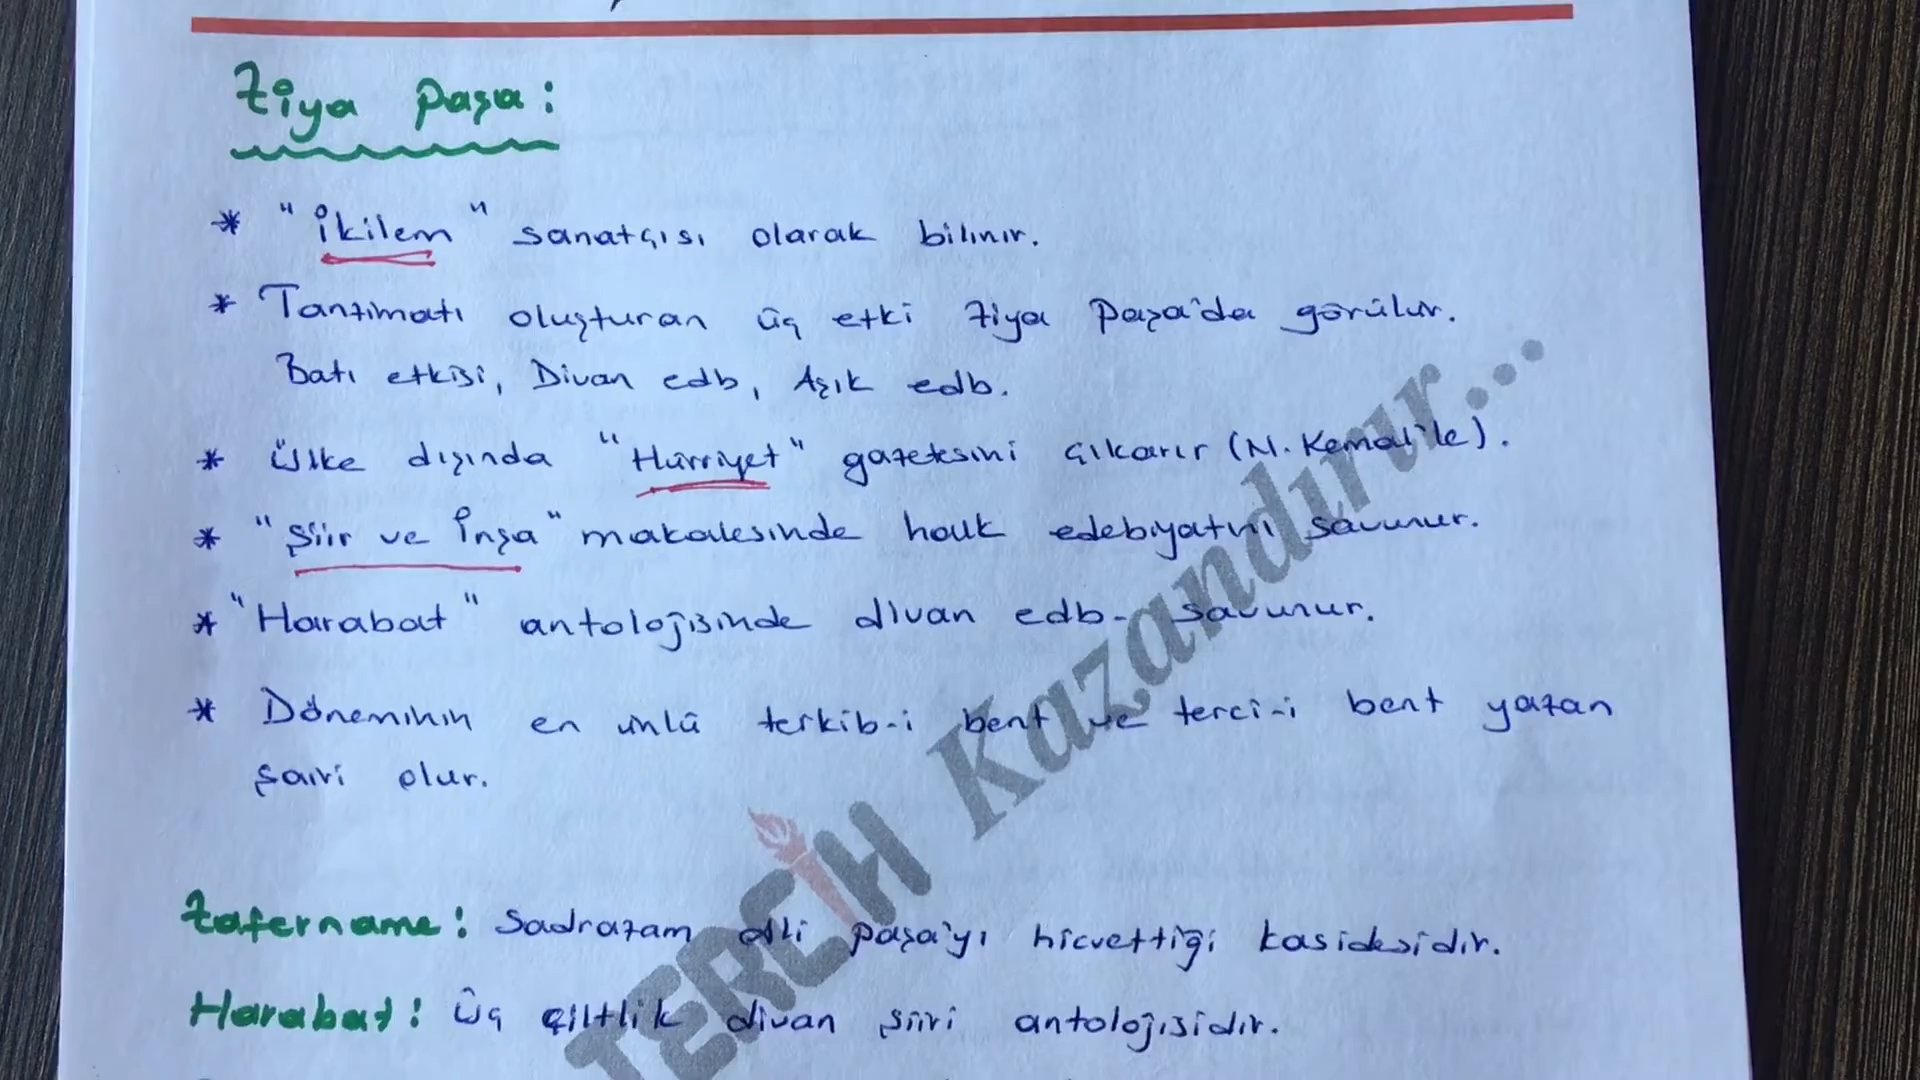 Ziya Paşa:
* "İkilem" sanatçısı olarak bilinir.
* Tanzimatı oluşturan üç etki Ziya Paşa'da görülür.
Batı etkisi, Divan edb, Aşık edb.
* Ülke dışında "Hürriyet" gazetesini çıkarır (N. Kemal'le).
* "Şiir ve İnşa" makalesinde halk edebiyatını savunur.
* "Harabat" antolojisinde divan edb. savunur.
* Döneminin en ünlü terkib-i bent ve terci-i bent yazan
şairi olur.
Zafername: Sadrazam Ali Paşa'yı hicvettiği kasidesidir.
Harabat: Üç çiltlik divan şiiri antolojisidir.
TERCİH Kazandırır...